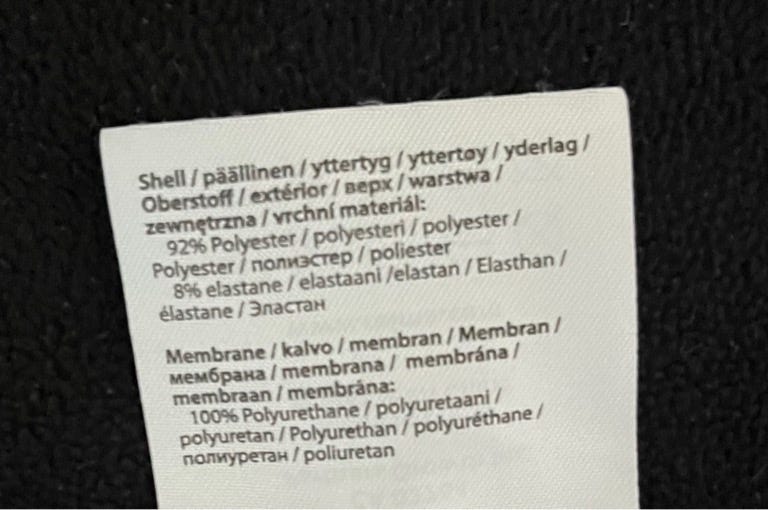 Shell / päällinen / yttertyg / yttertøy / yderlag /
Oberstoff / extérior / верх / warstwa /
zewnętrzna / vrchní materiál:
92% Polyester / polyesteri / polyester /
Polyester / полиэстер / poliester
8% elastane / elastaani /elastan / Elasthan /
élastane / Эластан
Membrane / kalvo / membran / Membran /
мембрана / membrana / membrána /
membraan / membrána:
100% Polyurethane / polyuretaani /
polyuretan / Polyurethan / polyuréthane /
полиуретан / poliuretan